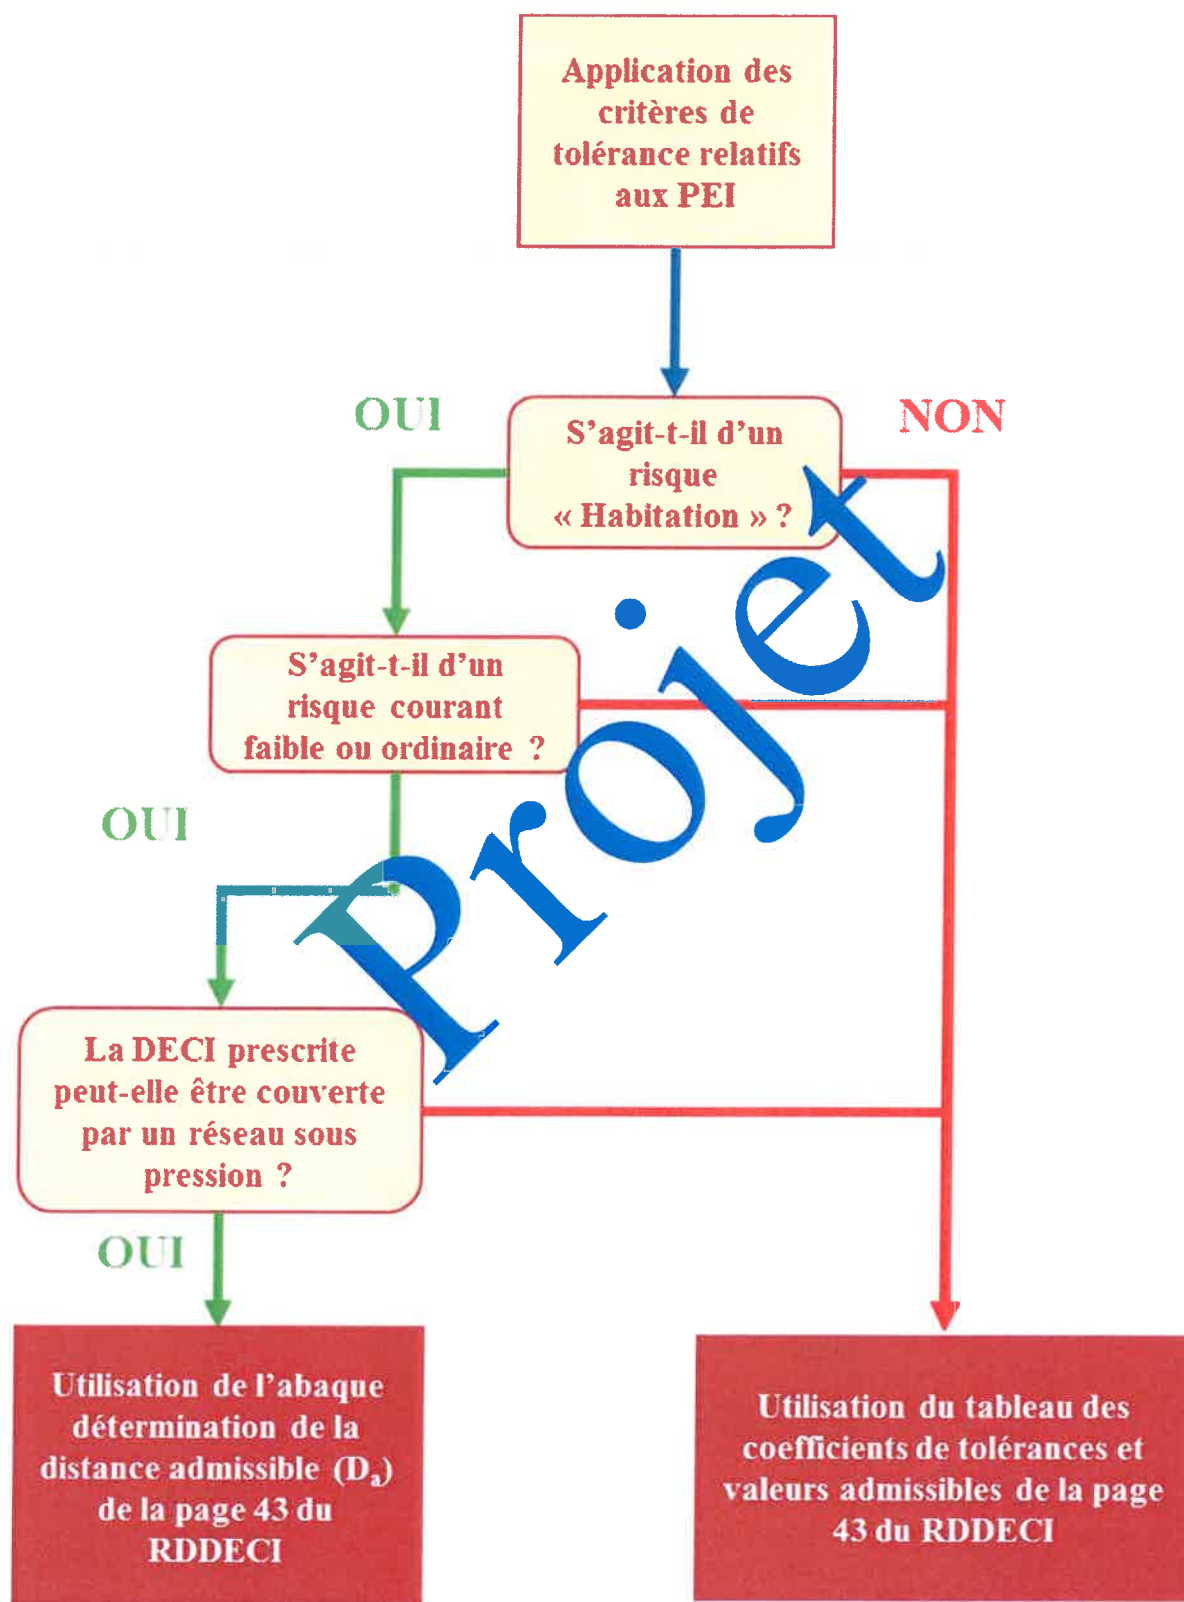 Application des
critères de
tolérance relatifs
aux PEI
OUI
NON
S'agit-t-il d'un
risque
« Habitation » ?
S'agit-t-il d'un
risque courant
faible ou ordinaire ?
OUI
Projet
La DECI prescrite
peut-elle être couverte
par un réseau sous
pression ?
OUI
Utilisation de l'abaque
détermination de la
distance admissible (Da)
de la page 43 du
RDDECI
Utilisation du tableau des
coefficients de tolérances et
valeurs admissibles de la page
43 du RDDECI